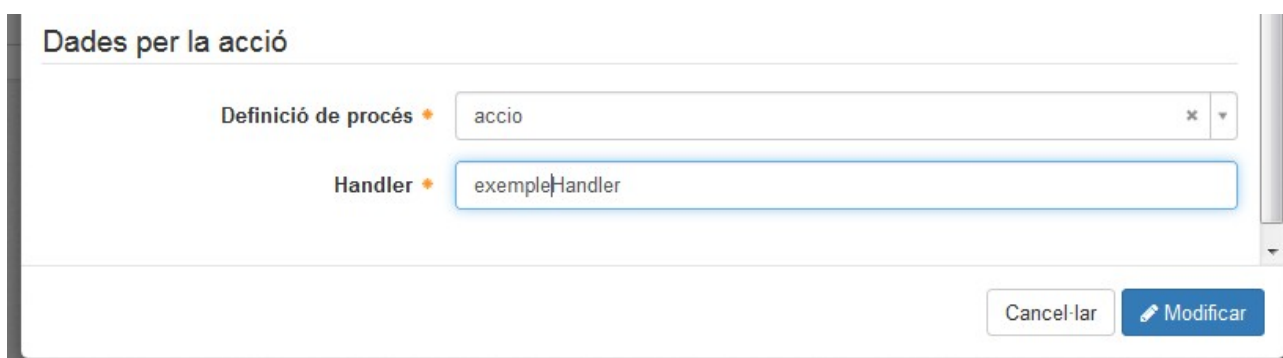 Dades per la acció
Definició de procés
accio
Handler
exempleHandler
Cancel·lar
Modificar